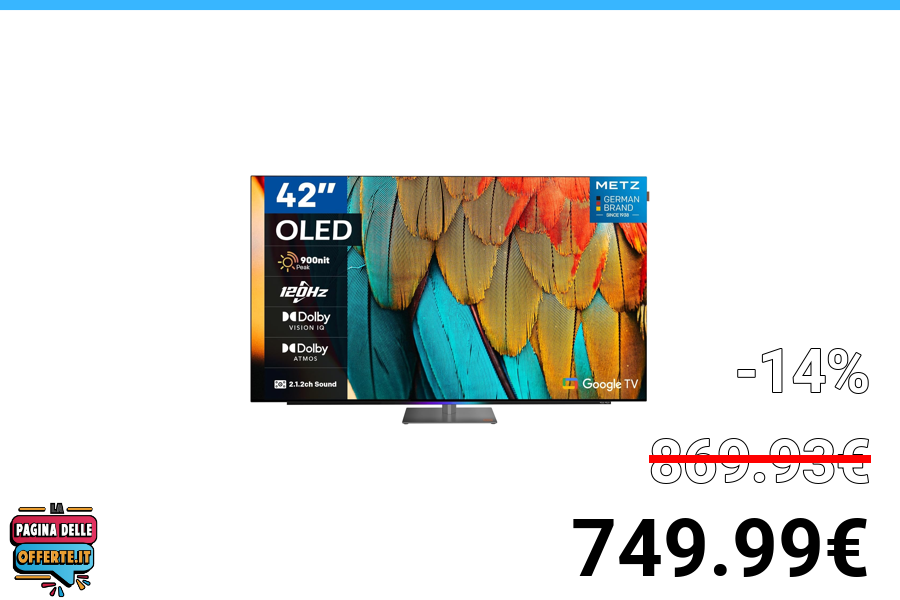 42"
OLED
900nit
Peak
120Hz
Dolby
VISION IQ
Dolby
ATMOS
2.1.2ch Sound
METZ
GERMAN
BRAND
SINCE 1938
Google TV
-14%
869.93€
749.99€
LA
PAGINA DELLE
OFFERTE.IT